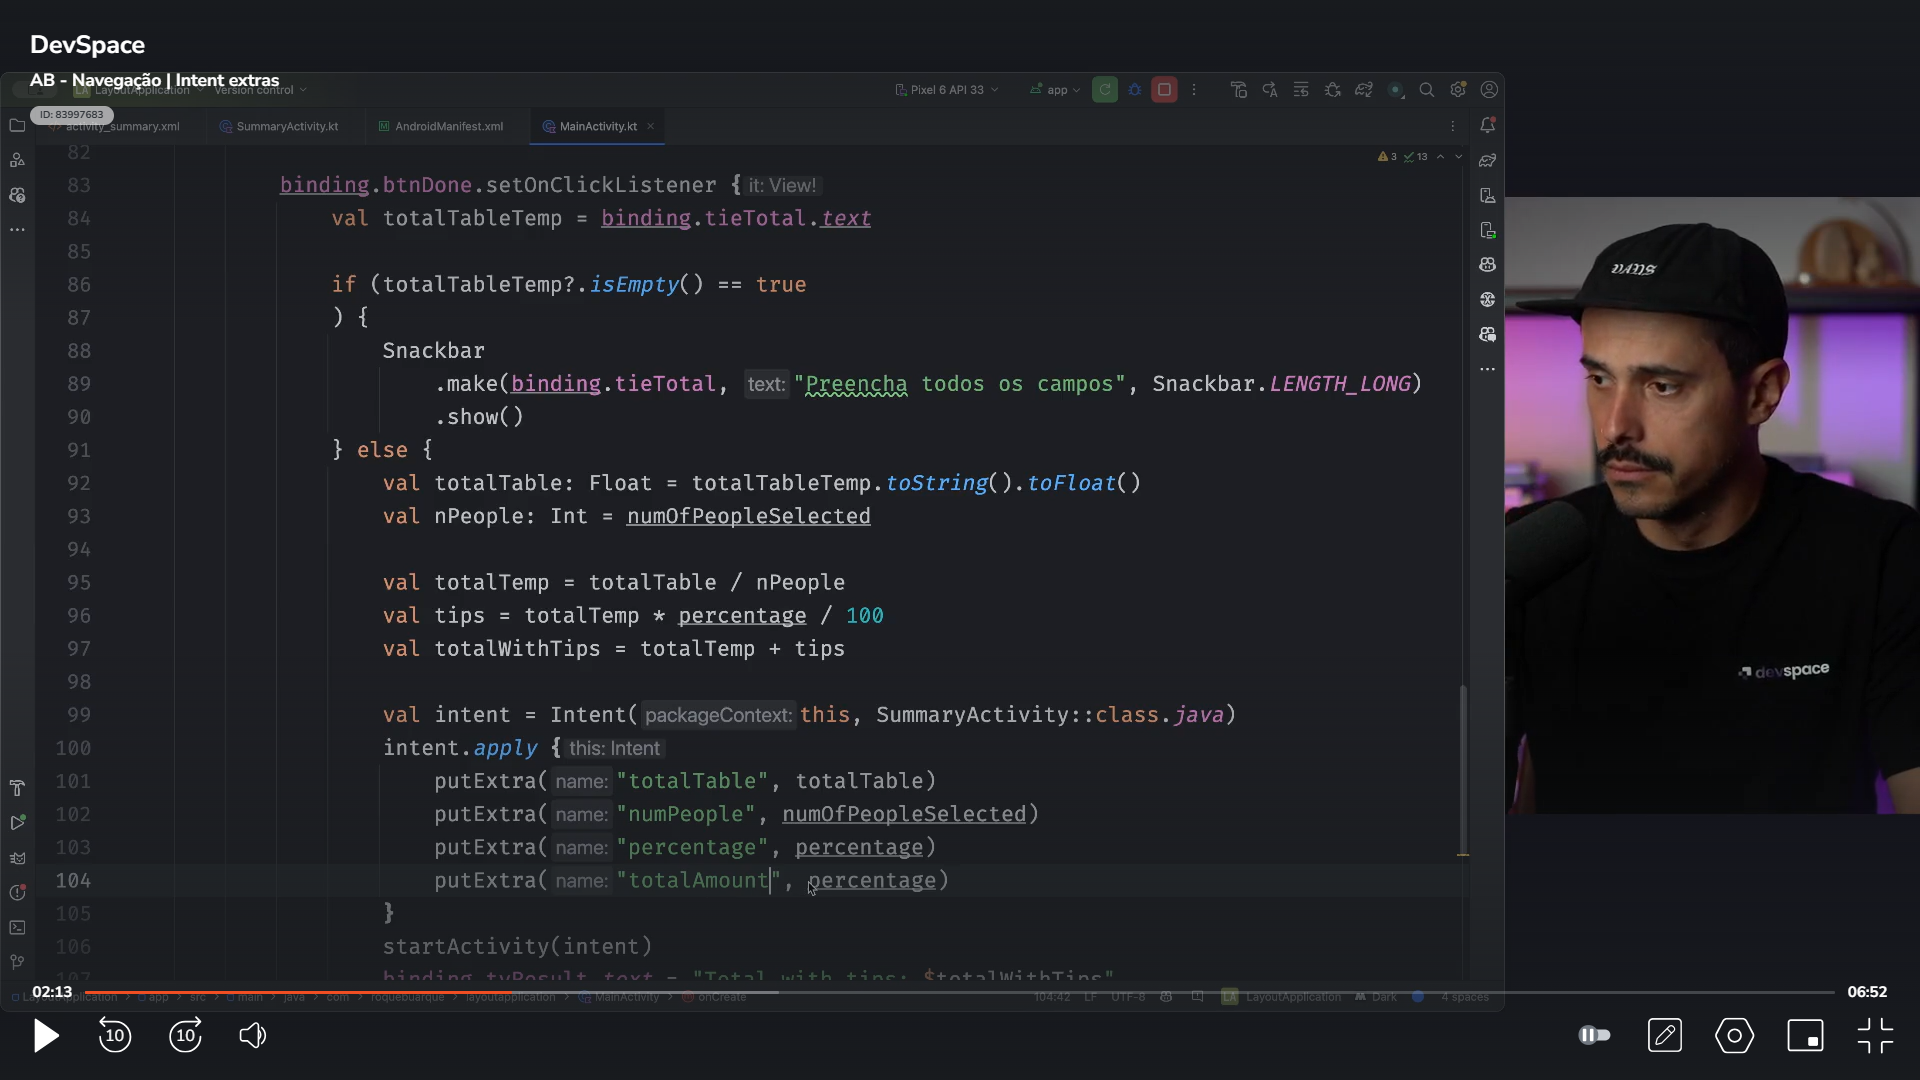 DevSpace
AB - Navegação | Intent extras
LayoutApplication
Version control
Pixel 6 API 33
app
ID: 83997683
activity_summary.xml
SummaryActivity.kt
AndroidManifest.xml
MainActivity.kt
3
13
82
83 binding.btnDone.setOnClickListener { it: View!
84 val totalTableTemp = binding.tieTotal.text
85
86 if (totalTableTemp?.isEmpty() == true
87 ) {
88 Snackbar
89 .make(binding.tieTotal, text: "Preencha todos os campos", Snackbar.LENGTH_LONG)
90 .show()
91 } else {
92 val totalTable: Float = totalTableTemp.toString().toFloat()
93 val nPeople: Int = numOfPeopleSelected
94
95 val totalTemp = totalTable / nPeople
96 val tips = totalTemp * percentage / 100
97 val totalWithTips = totalTemp + tips
98
99 val intent = Intent( packageContext: this, SummaryActivity::class.java)
100 intent.apply { this: Intent
101 putExtra( name: "totalTable", totalTable)
102 putExtra( name: "numPeople", numOfPeopleSelected)
103 putExtra( name: "percentage", percentage)
104 putExtra( name: "totalAmount", percentage)
105 }
106 startActivity(intent)
107 binding.tvResult.text = "Total with tips: $totalWithTips"
LayoutApplication > app > src > main > java > com > roquebuarque > layoutapplication > MainActivity > onCreate
104:42 LF UTF-8 LayoutApplication Dark 4 spaces
02:13
06:52
10
10
vans
devspace